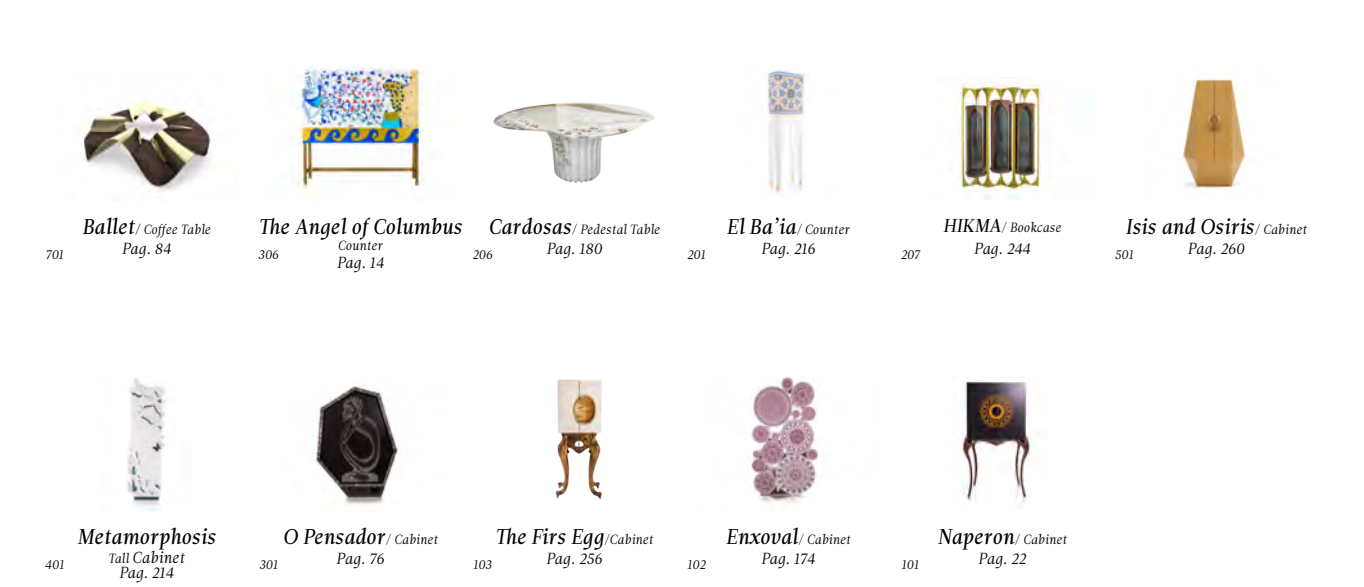 Ballet/ Coffee Table
Pag. 84
701
The Angel of Columbus
Counter
Pag. 14
306
Cardosas/ Pedestal Table
Pag. 180
206
El Ba'ia/ Counter
Pag. 216
201
HIKMA/ Bookcase
Pag. 244
207
Isis and Osiris/ Cabinet
Pag. 260
501
Metamorphosis
Tall Cabinet
Pag. 214
401
O Pensador/ Cabinet
Pag. 76
301
The Firs Egg/Cabinet
Pag. 256
103
Enxoval/ Cabinet
Pag. 174
102
Naperon/ Cabinet
Pag. 22
101